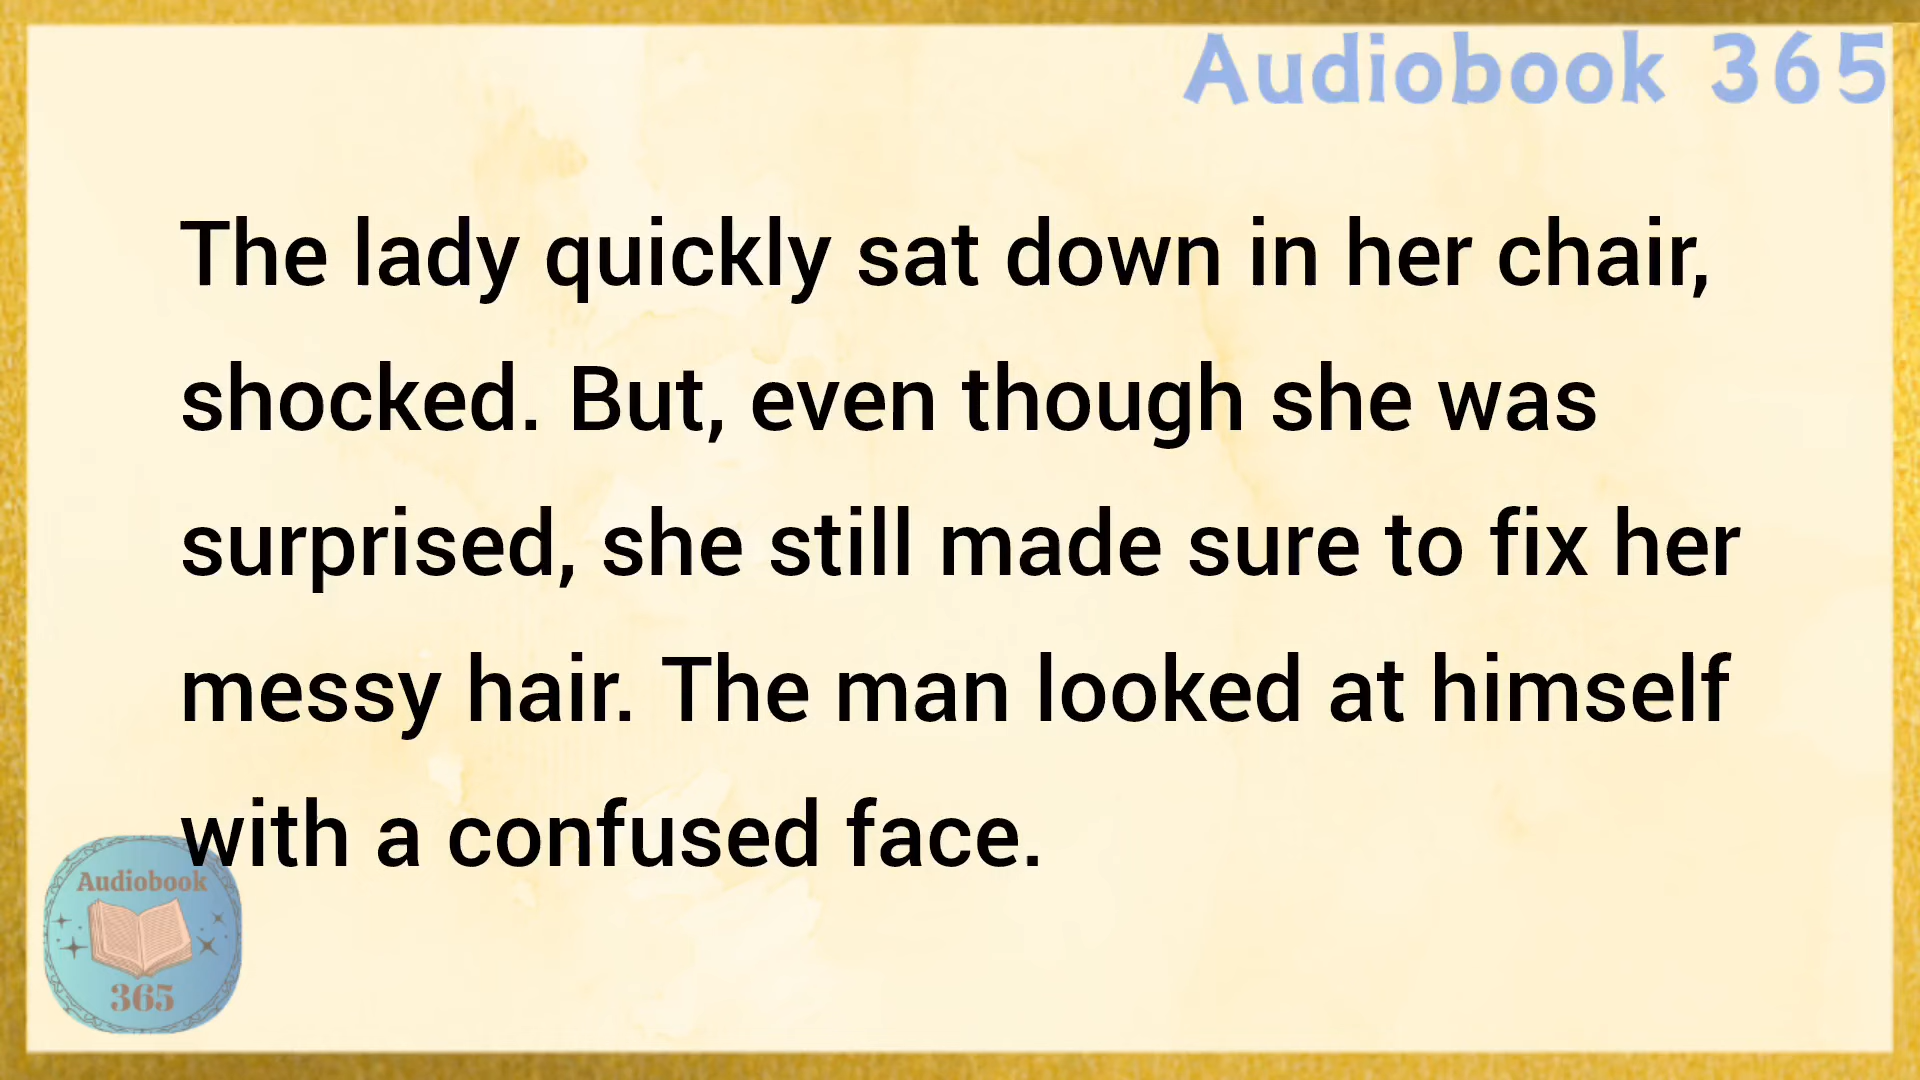 Audiobook 365
The lady quickly sat down in her chair,
shocked. But, even though she was
surprised, she still made sure to fix her
messy hair. The man looked at himself
with a confused face.
Audiobook
365